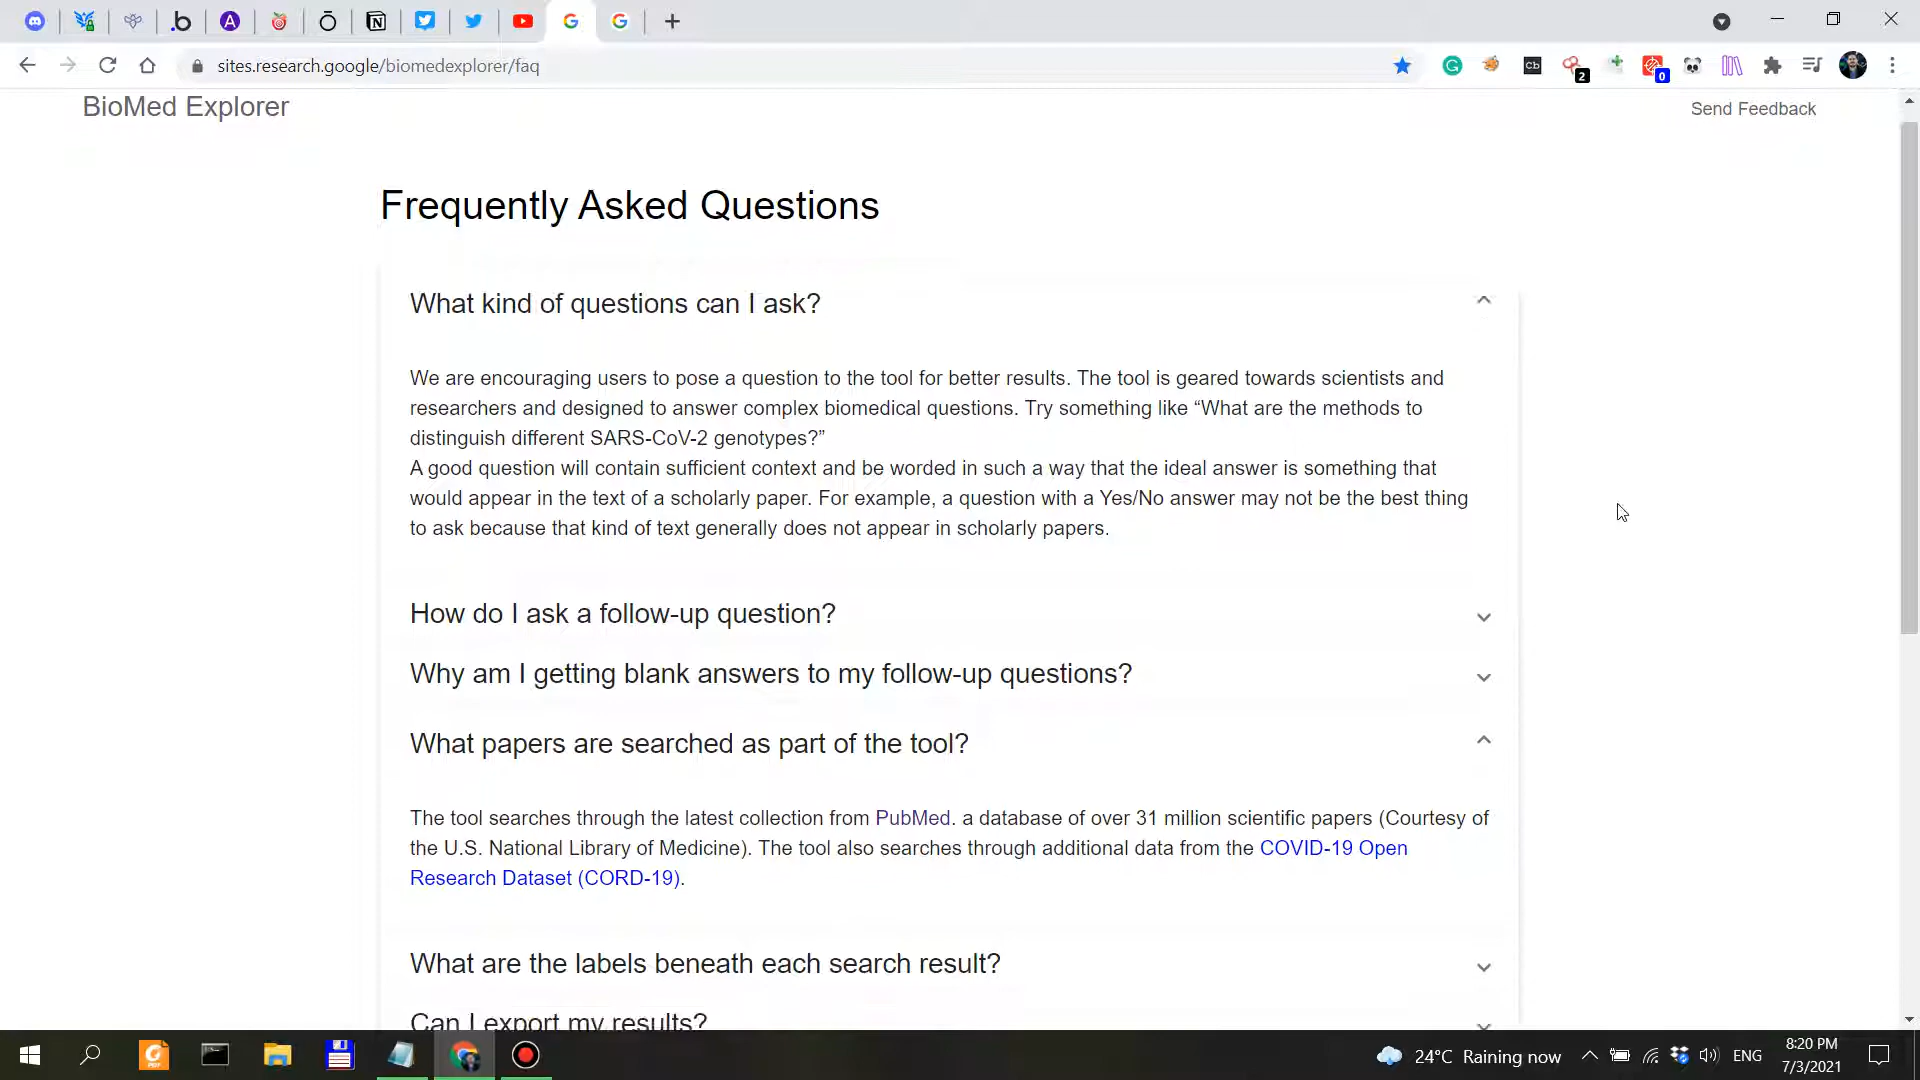 sites.research.google/biomedexplorer/faq
2
0
BioMed Explorer
Send Feedback
Frequently Asked Questions
What kind of questions can I ask?
We are encouraging users to pose a question to the tool for better results. The tool is geared towards scientists and
researchers and designed to answer complex biomedical questions. Try something like “What are the methods to
distinguish different SARS-CoV-2 genotypes?”
A good question will contain sufficient context and be worded in such a way that the ideal answer is something that
would appear in the text of a scholarly paper. For example, a question with a Yes/No answer may not be the best thing
to ask because that kind of text generally does not appear in scholarly papers.
How do I ask a follow-up question?
Why am I getting blank answers to my follow-up questions?
What papers are searched as part of the tool?
The tool searches through the latest collection from PubMed. a database of over 31 million scientific papers (Courtesy of
the U.S. National Library of Medicine). The tool also searches through additional data from the COVID-19 Open
Research Dataset (CORD-19).
What are the labels beneath each search result?
Can I export my results?
24°C Raining now
ENG
8:20 PM
7/3/2021